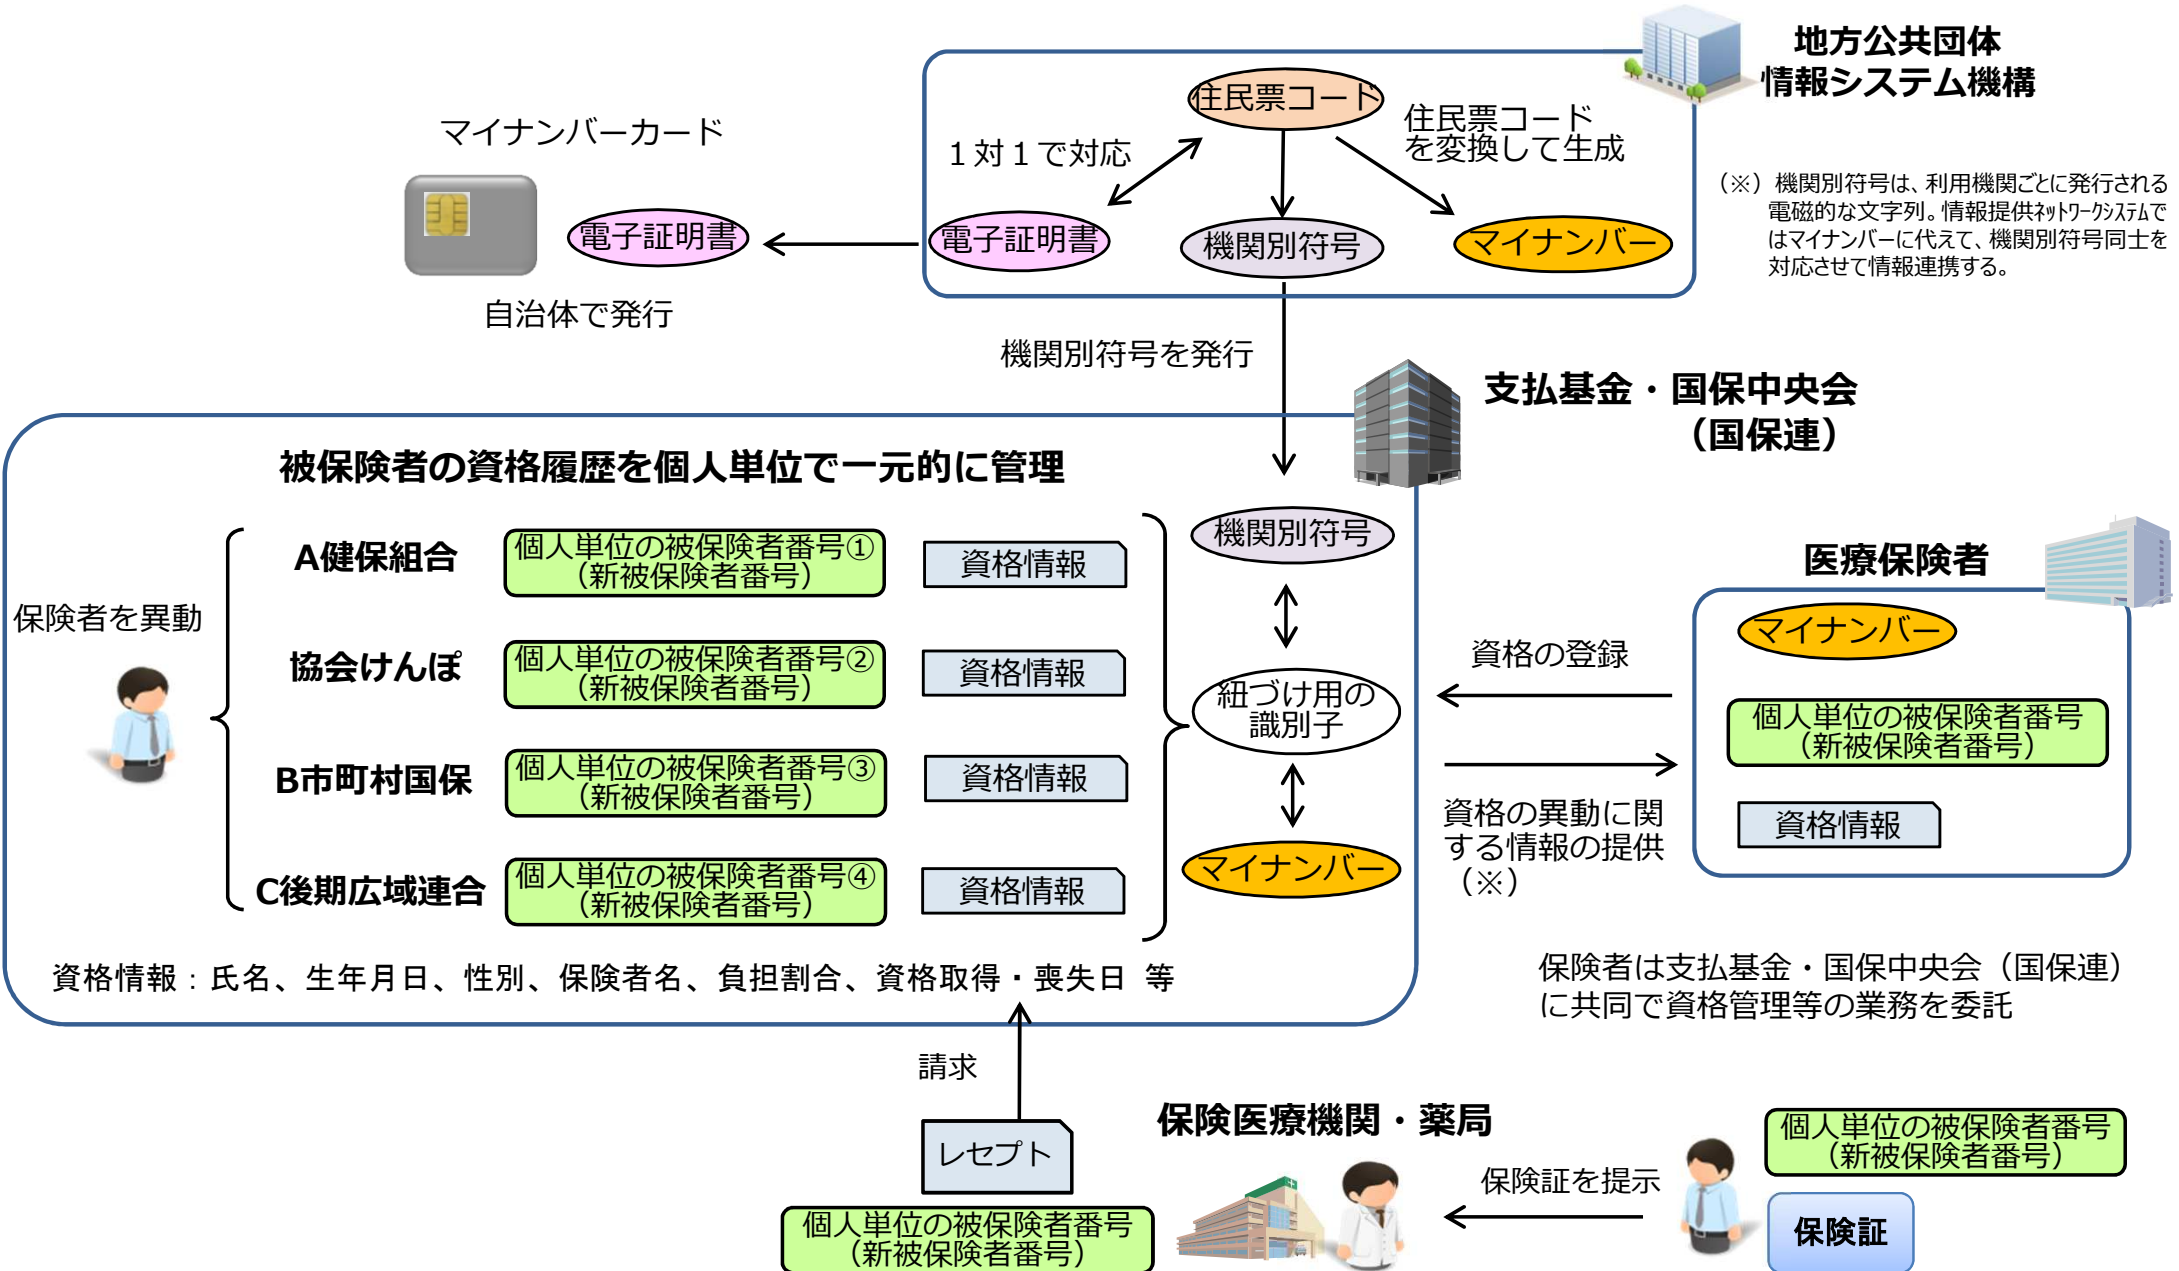 地方公共団体
情報システム機構
住民票コード
住民票コード
を変換して生成
1対1で対応
マイナンバーカード
電子証明書
電子証明書
機関別符号
マイナンバー
自治体で発行
（※）機関別符号は、利用機関ごとに発行される
電磁的な文字列。情報提供ﾈｯﾄﾜｰｸｼｽﾃﾑで
はマイナンバーに代えて、機関別符号同士を
対応させて情報連携する。
機関別符号を発行
支払基金・国保中央会
（国保連）
被保険者の資格履歴を個人単位で一元的に管理
保険者を異動
A健保組合
個人単位の被保険者番号①
（新被保険者番号）
資格情報
協会けんぽ
個人単位の被保険者番号②
（新被保険者番号）
資格情報
B市町村国保
個人単位の被保険者番号③
（新被保険者番号）
資格情報
C後期広域連合
個人単位の被保険者番号④
（新被保険者番号）
資格情報
機関別符号
紐づけ用の
識別子
マイナンバー
資格情報：氏名、生年月日、性別、保険者名、負担割合、資格取得・喪失日 等
資格の登録
資格の異動に関
する情報の提供
（※）
医療保険者
マイナンバー
個人単位の被保険者番号
（新被保険者番号）
資格情報
保険者は支払基金・国保中央会（国保連）
に共同で資格管理等の業務を委託
請求
レセプト
個人単位の被保険者番号
（新被保険者番号）
保険医療機関・薬局
保険証を提示
個人単位の被保険者番号
（新被保険者番号）
保険証